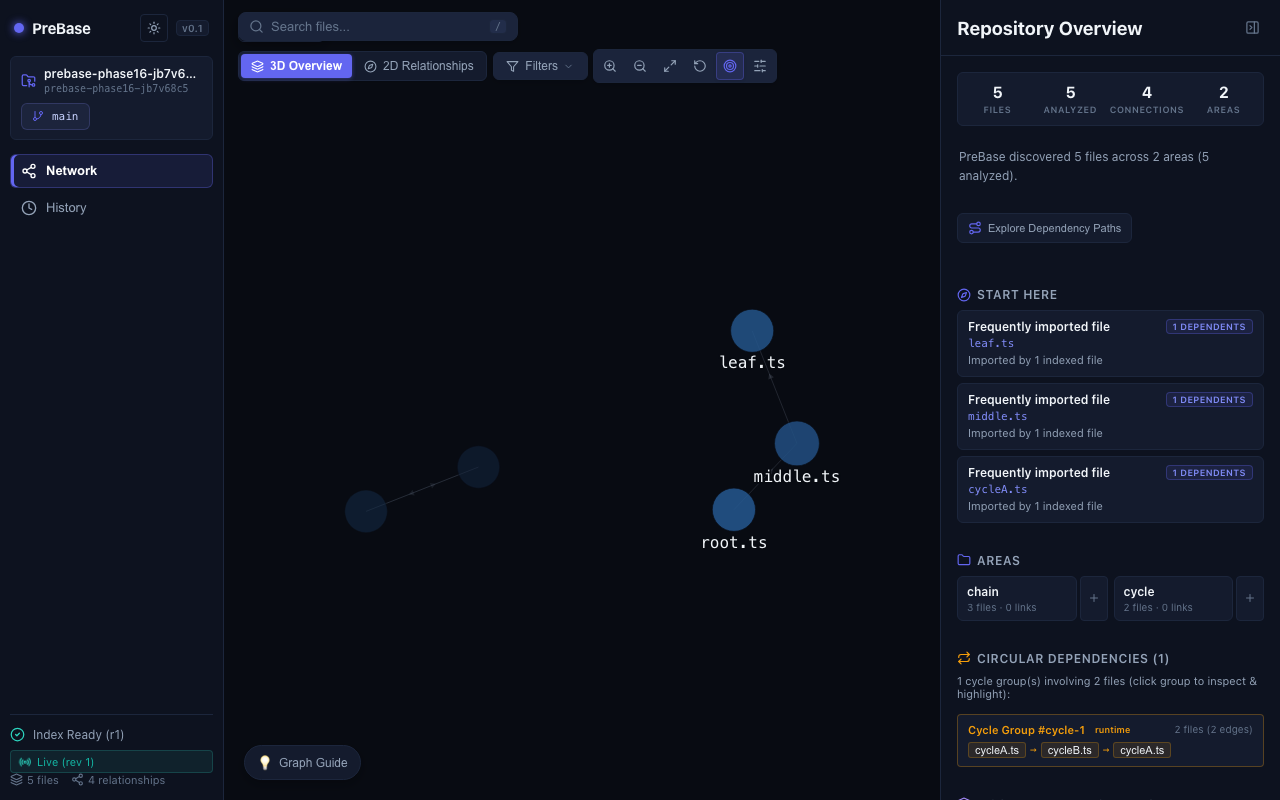 PreBase
v0.1
prebase-phase16-jb7v6...
prebase-phase16-jb7v68c5
main
Network
History
Index Ready (r1)
Live (rev 1)
5 files
4 relationships
Search files...
/
3D Overview
2D Relationships
Filters
leaf.ts
middle.ts
root.ts
Graph Guide
Repository Overview
5
FILES
5
ANALYZED
4
CONNECTIONS
2
AREAS
PreBase discovered 5 files across 2 areas (5
analyzed).
Explore Dependency Paths
START HERE
Frequently imported file
1 DEPENDENTS
leaf.ts
Imported by 1 indexed file
Frequently imported file
1 DEPENDENTS
middle.ts
Imported by 1 indexed file
Frequently imported file
1 DEPENDENTS
cycleA.ts
Imported by 1 indexed file
AREAS
chain
3 files · 0 links
+
cycle
2 files · 0 links
+
CIRCULAR DEPENDENCIES (1)
1 cycle group(s) involving 2 files (click group to inspect &
highlight):
Cycle Group #cycle-1
runtime
2 files (2 edges)
cycleA.ts → cycleB.ts → cycleA.ts